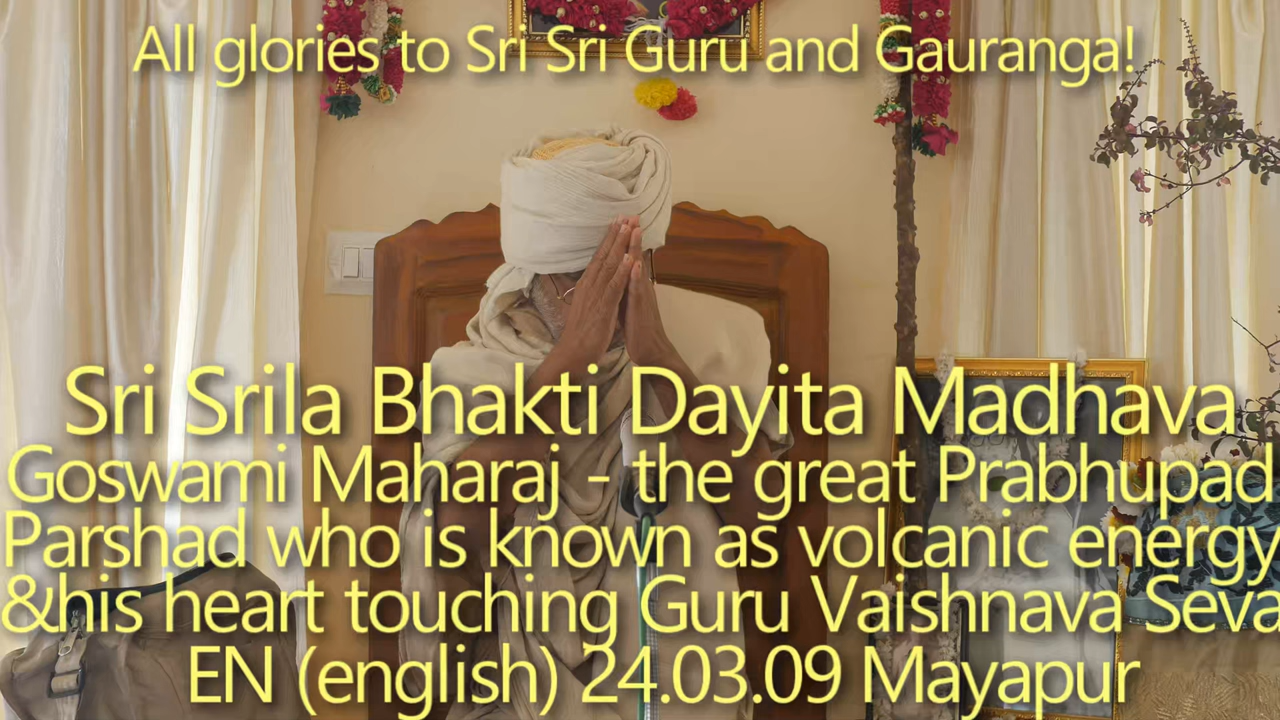 All glories to Sri Sri Guru and Gauranga!
Sri Srila Bhakti Dayita Madhava
Goswami Maharaj - the great Prabhupad
Parshad who is known as volcanic energy
&his heart touching Guru Vaishnava Seva
EN (english) 24.03.09 Mayapur